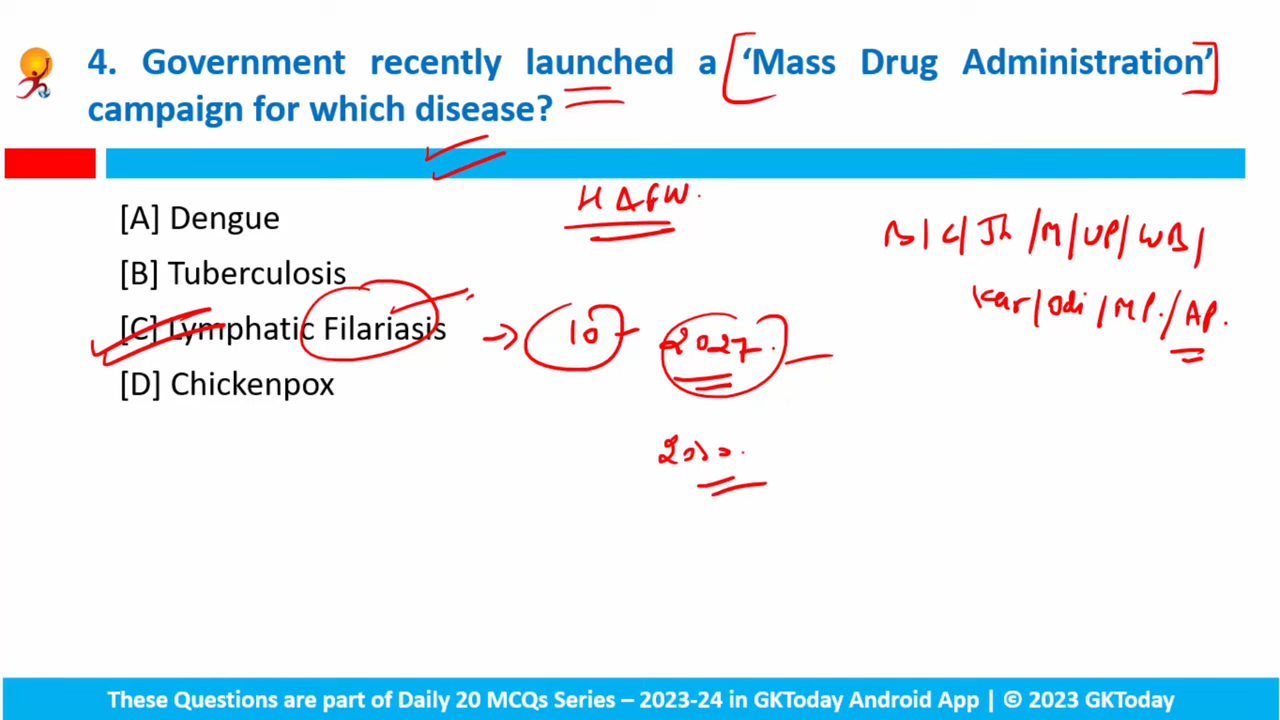 4. Government recently launched a ‘Mass Drug Administration’
campaign for which disease?
[A] Dengue
H & FW.
B / C / Jh / M / UP / WB /
[B] Tuberculosis
Kar / Odi / MP. / AP.
[C] Lymphatic Filariasis → 10 - 2027.
[D] Chickenpox
2030.
These Questions are part of Daily 20 MCQs Series – 2023-24 in GKToday Android App | © 2023 GKToday